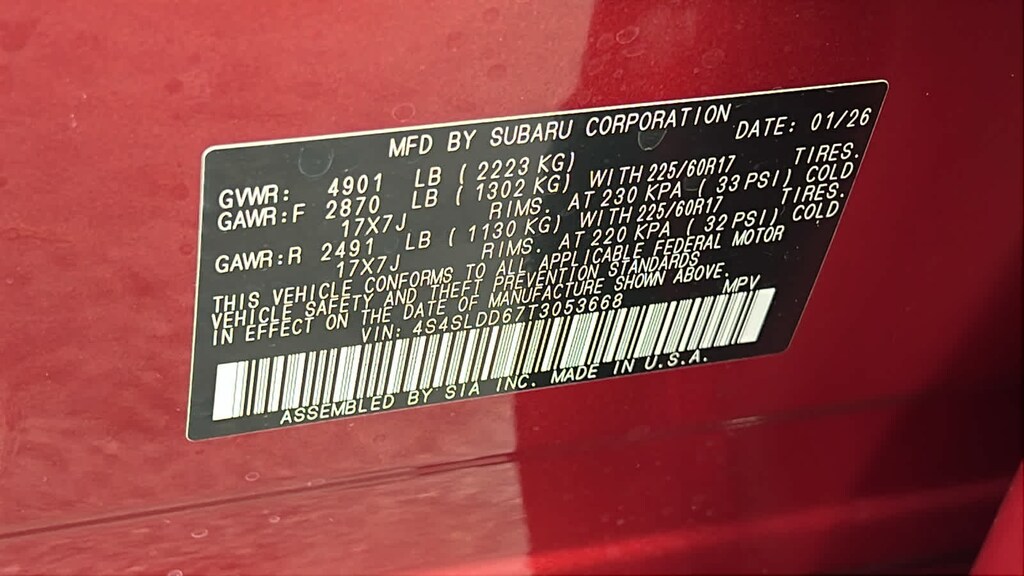 MFD BY SUBARU CORPORATION DATE: 01/26
GVWR: 4901 LB ( 2223 KG)
GAWR:F 2870 LB ( 1302 KG) WITH 225/60R17 TIRES.
17X7J RIMS. AT 230 KPA ( 33 PSI) COLD
GAWR:R 2491 LB ( 1130 KG) WITH 225/60R17 TIRES.
17X7J RIMS. AT 220 KPA ( 32 PSI) COLD
THIS VEHICLE CONFORMS TO ALL APPLICABLE FEDERAL MOTOR
VEHICLE SAFETY AND THEFT PREVENTION STANDARDS
IN EFFECT ON THE DATE OF MANUFACTURE SHOWN ABOVE.
VIN: 4S4SLDD67T3053668 MPV
ASSEMBLED BY SIA INC. MADE IN U.S.A.